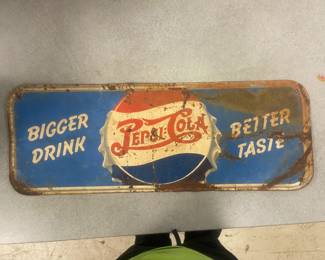 BIGGER
DRINK
PEPSI-COLA
BETTER
TASTE